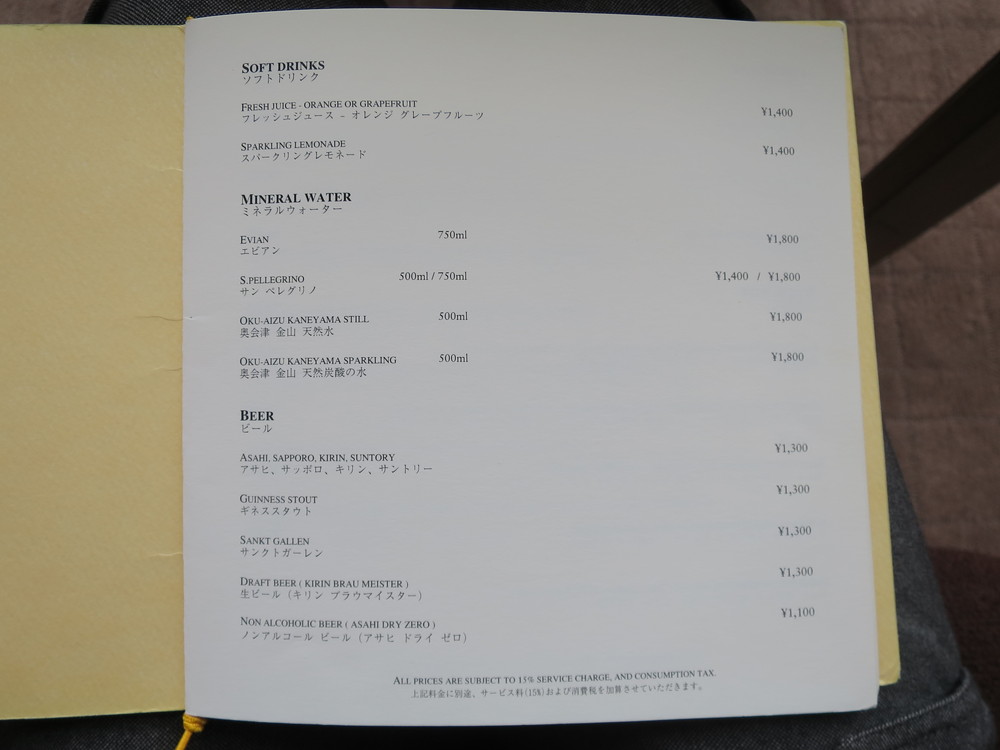 SOFT DRINKS
ソフトドリンク
FRESH JUICE - ORANGE OR GRAPEFRUIT ¥1,400
フレッシュジュース - オレンジ グレープフルーツ
SPARKLING LEMONADE ¥1,400
スパークリングレモネード
MINERAL WATER
ミネラルウォーター
EVIAN 750ml ¥1,800
エビアン
S.PELLEGRINO 500ml / 750ml ¥1,400 / ¥1,800
サン ペレグリノ
OKU-AIZU KANEYAMA STILL 500ml ¥1,800
奥会津 金山 天然水
OKU-AIZU KANEYAMA SPARKLING 500ml ¥1,800
奥会津 金山 天然炭酸の水
BEER
ビール
ASAHI, SAPPORO, KIRIN, SUNTORY ¥1,300
アサヒ、サッポロ、キリン、サントリー
GUINNESS STOUT ¥1,300
ギネススタウト
SANKT GALLEN ¥1,300
サンクトガーレン
DRAFT BEER ( KIRIN BRAU MEISTER ) ¥1,300
生ビール（キリン ブラウマイスター）
NON ALCOHOLIC BEER ( ASAHI DRY ZERO ) ¥1,100
ノンアルコール ビール（アサヒ ドライ ゼロ）
ALL PRICES ARE SUBJECT TO 15% SERVICE CHARGE, AND CONSUMPTION TAX.
上記料金に別途、サービス料(15%)および消費税を加算させていただきます。